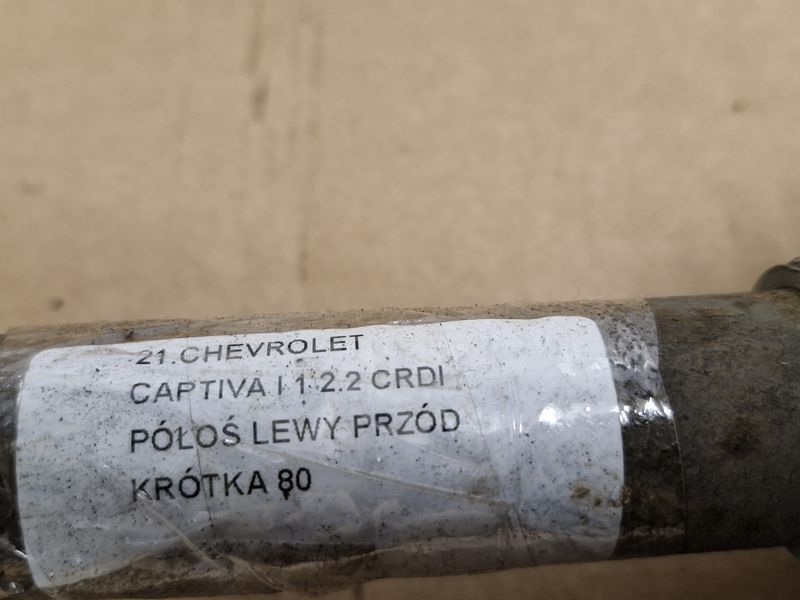 21.CHEVROLET
CAPTIVA I 1 2.2 CRDI
PÓŁOŚ LEWY PRZÓD
KRÓTKA 80